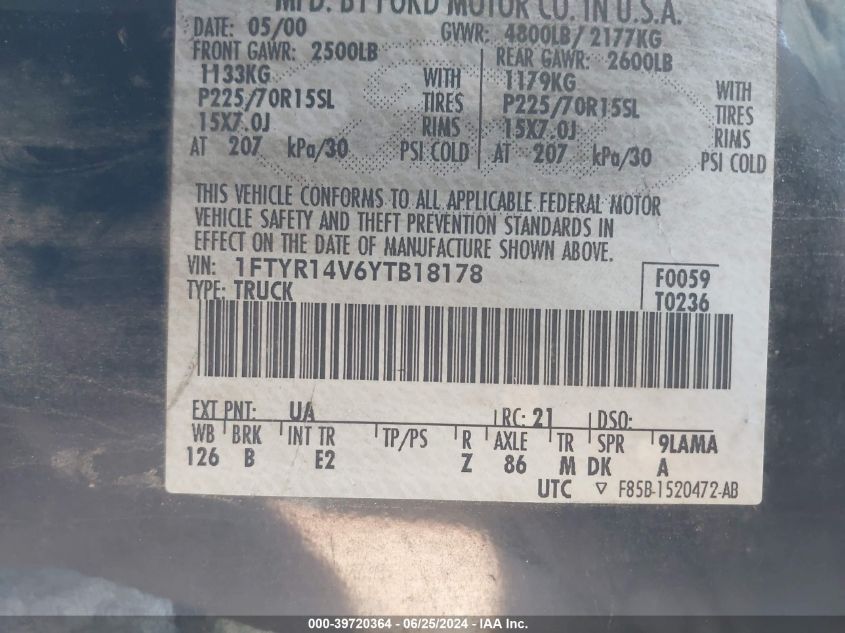 MFD. BY FORD MOTOR CO. IN U.S.A.
DATE: 05/00 GVWR: 4800LB/ 2177KG
FRONT GAWR: 2500LB REAR GAWR: 2600LB
1133KG WITH 1179KG WITH
P225/70R15SL TIRES P225/70R15SL TIRES
15X7.0J RIMS 15X7.0J RIMS
AT 207 kPa/30 PSI COLD AT 207 kPa/30 PSI COLD
THIS VEHICLE CONFORMS TO ALL APPLICABLE FEDERAL MOTOR
VEHICLE SAFETY AND THEFT PREVENTION STANDARDS IN
EFFECT ON THE DATE OF MANUFACTURE SHOWN ABOVE.
VIN: 1FTYR14V6YTB18178 F0059
TYPE: TRUCK T0236
EXT PNT: UA RC: 21 DSO:
WB BRK INT TR TP/PS R AXLE TR SPR 9LAMA
126 B E2 Z 86 M DK A
UTC ▽ F85B-1520472-AB
000-39720364 - 06/25/2024 - IAA Inc.